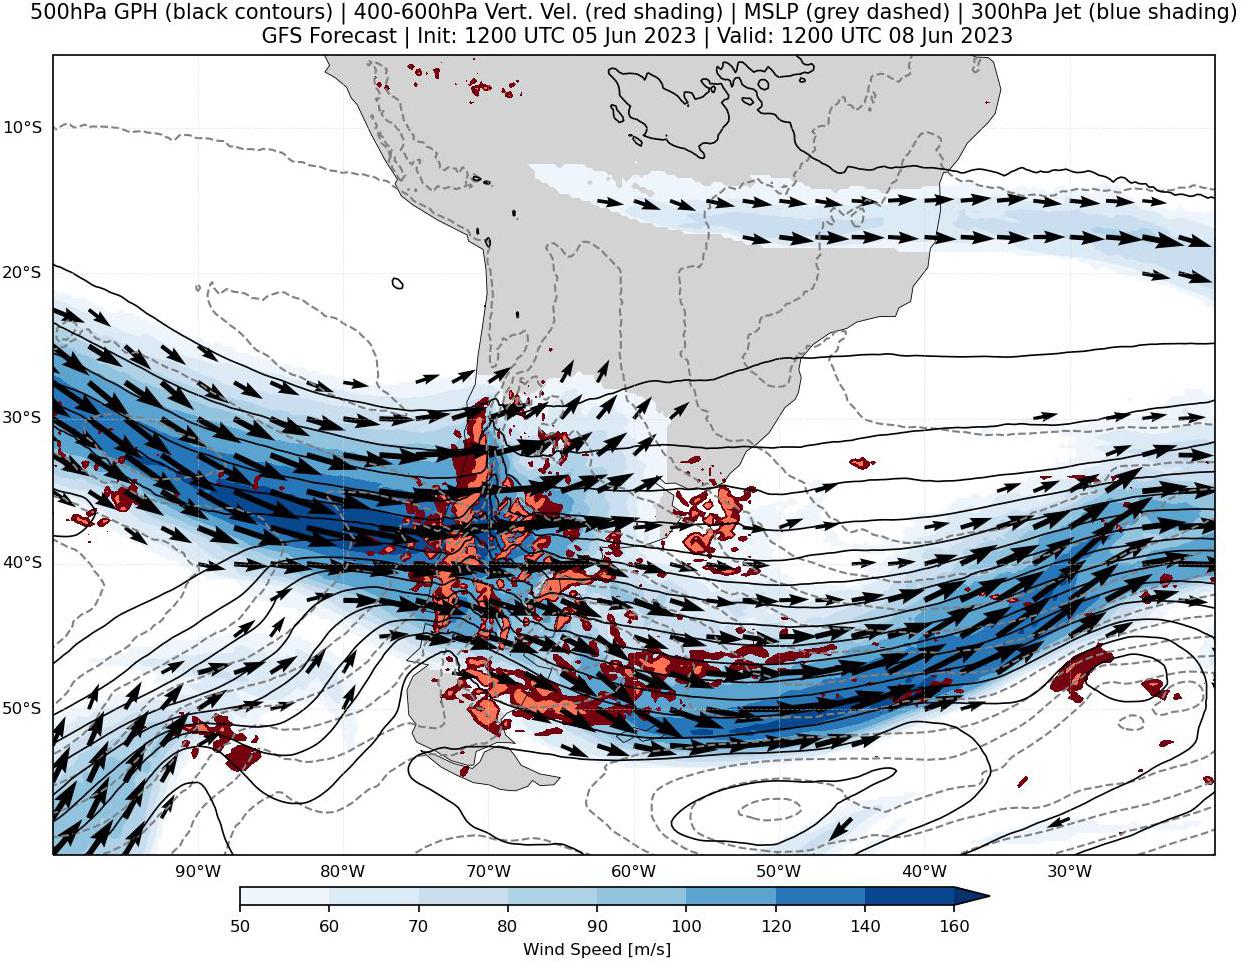 500hPa GPH (black contours) | 400-600hPa Vert. Vel. (red shading) | MSLP (grey dashed) | 300hPa Jet (blue shading)
GFS Forecast | Init: 1200 UTC 05 Jun 2023 | Valid: 1200 UTC 08 Jun 2023
10°S
20°S
30°S
40°S
50°S
90°W 80°W 70°W 60°W 50°W 40°W 30°W
50 60 70 80 90 100 120 140 160
Wind Speed [m/s]